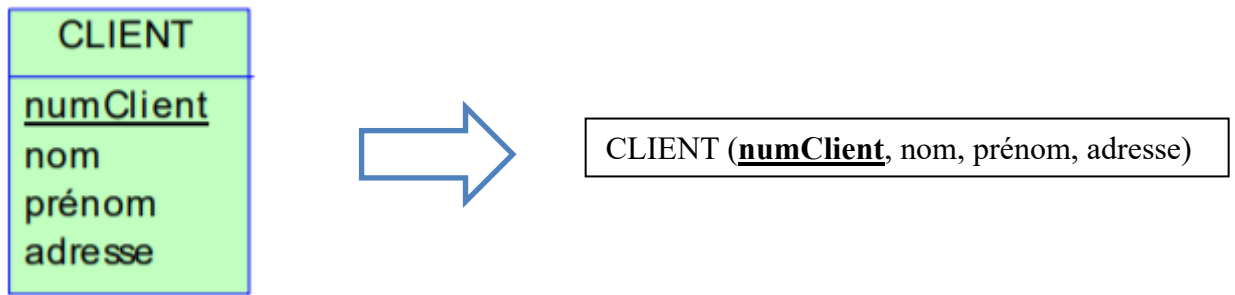 CLIENT
numClient
nom
prénom
adresse
CLIENT (numClient, nom, prénom, adresse)